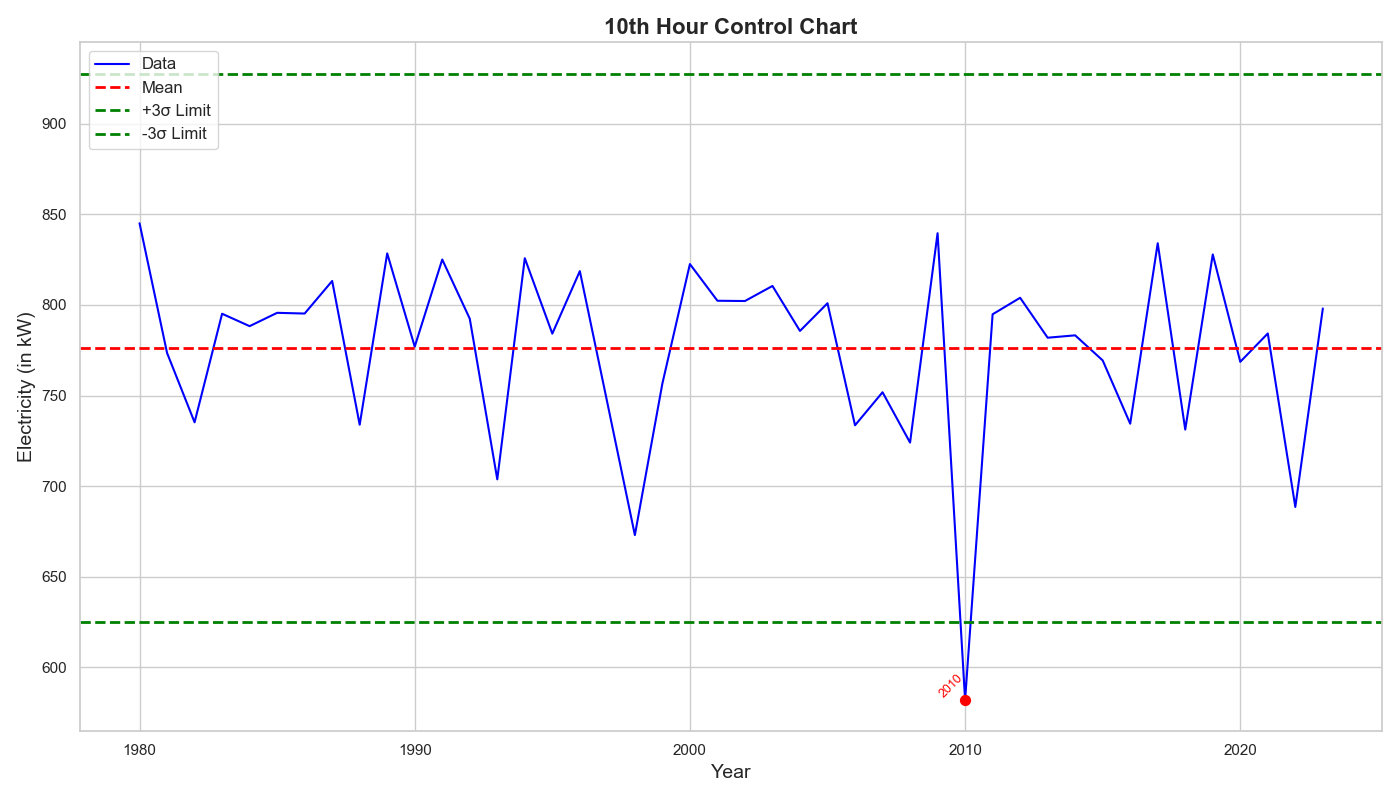 10th Hour Control Chart
Data
Mean
+3σ Limit
-3σ Limit
900
850
800
750
700
650
600
Electricity (in kW)
2010
1980
1990
2000
2010
2020
Year